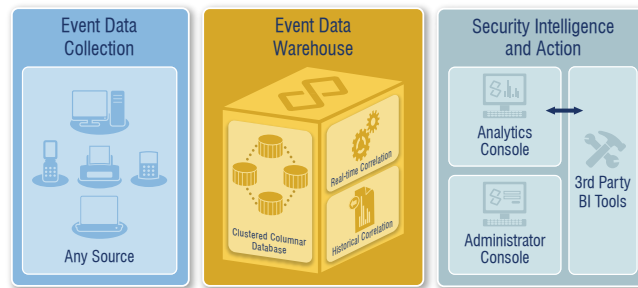 Event Data
Collection
Any Source
Event Data
Warehouse
Clustered Columnar
Database
Real-time Correlation
Historical Correlation
Security Intelligence
and Action
Analytics
Console
Administrator
Console
3rd Party
BI Tools